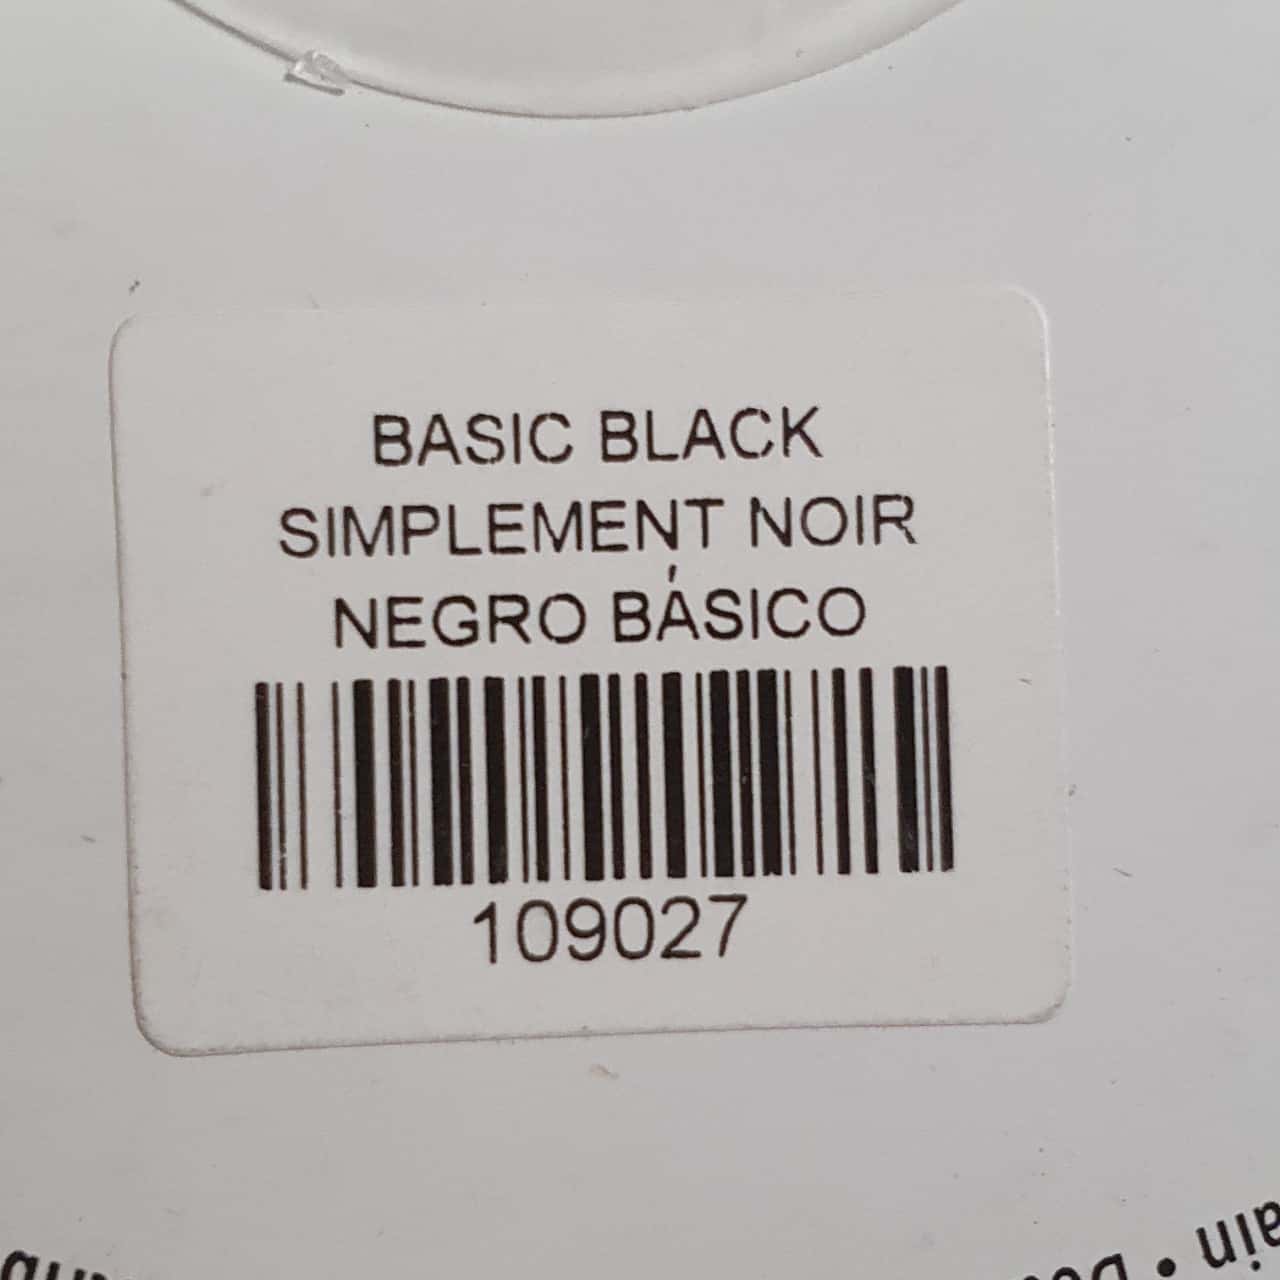 BASIC BLACK
SIMPLEMENT NOIR
NEGRO BÁSICO
109027